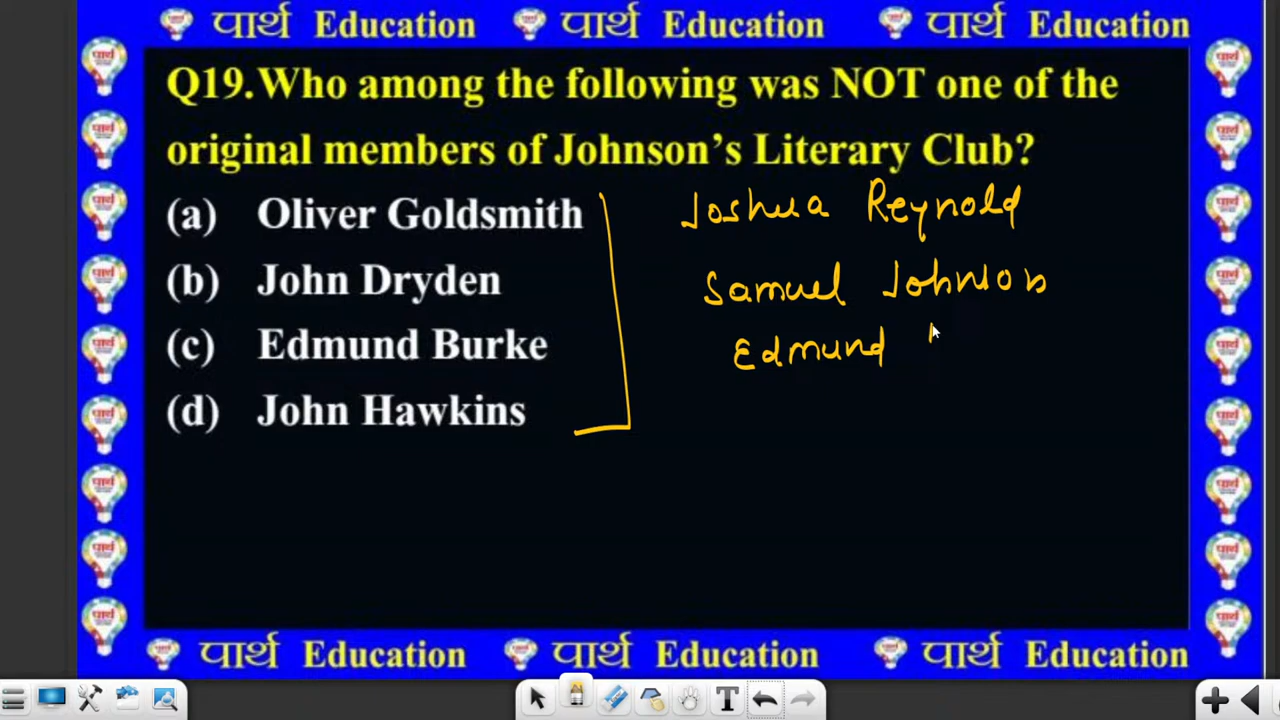 पार्थ Education पार्थ Education पार्थ Education
Q19.Who among the following was NOT one of the
original members of Johnson's Literary Club?
(a) Oliver Goldsmith
Joshua Reynold
(b) John Dryden
Samuel Johnson
(c) Edmund Burke
Edmund
(d) John Hawkins
पार्थ Education पार्थ Education पार्थ Education